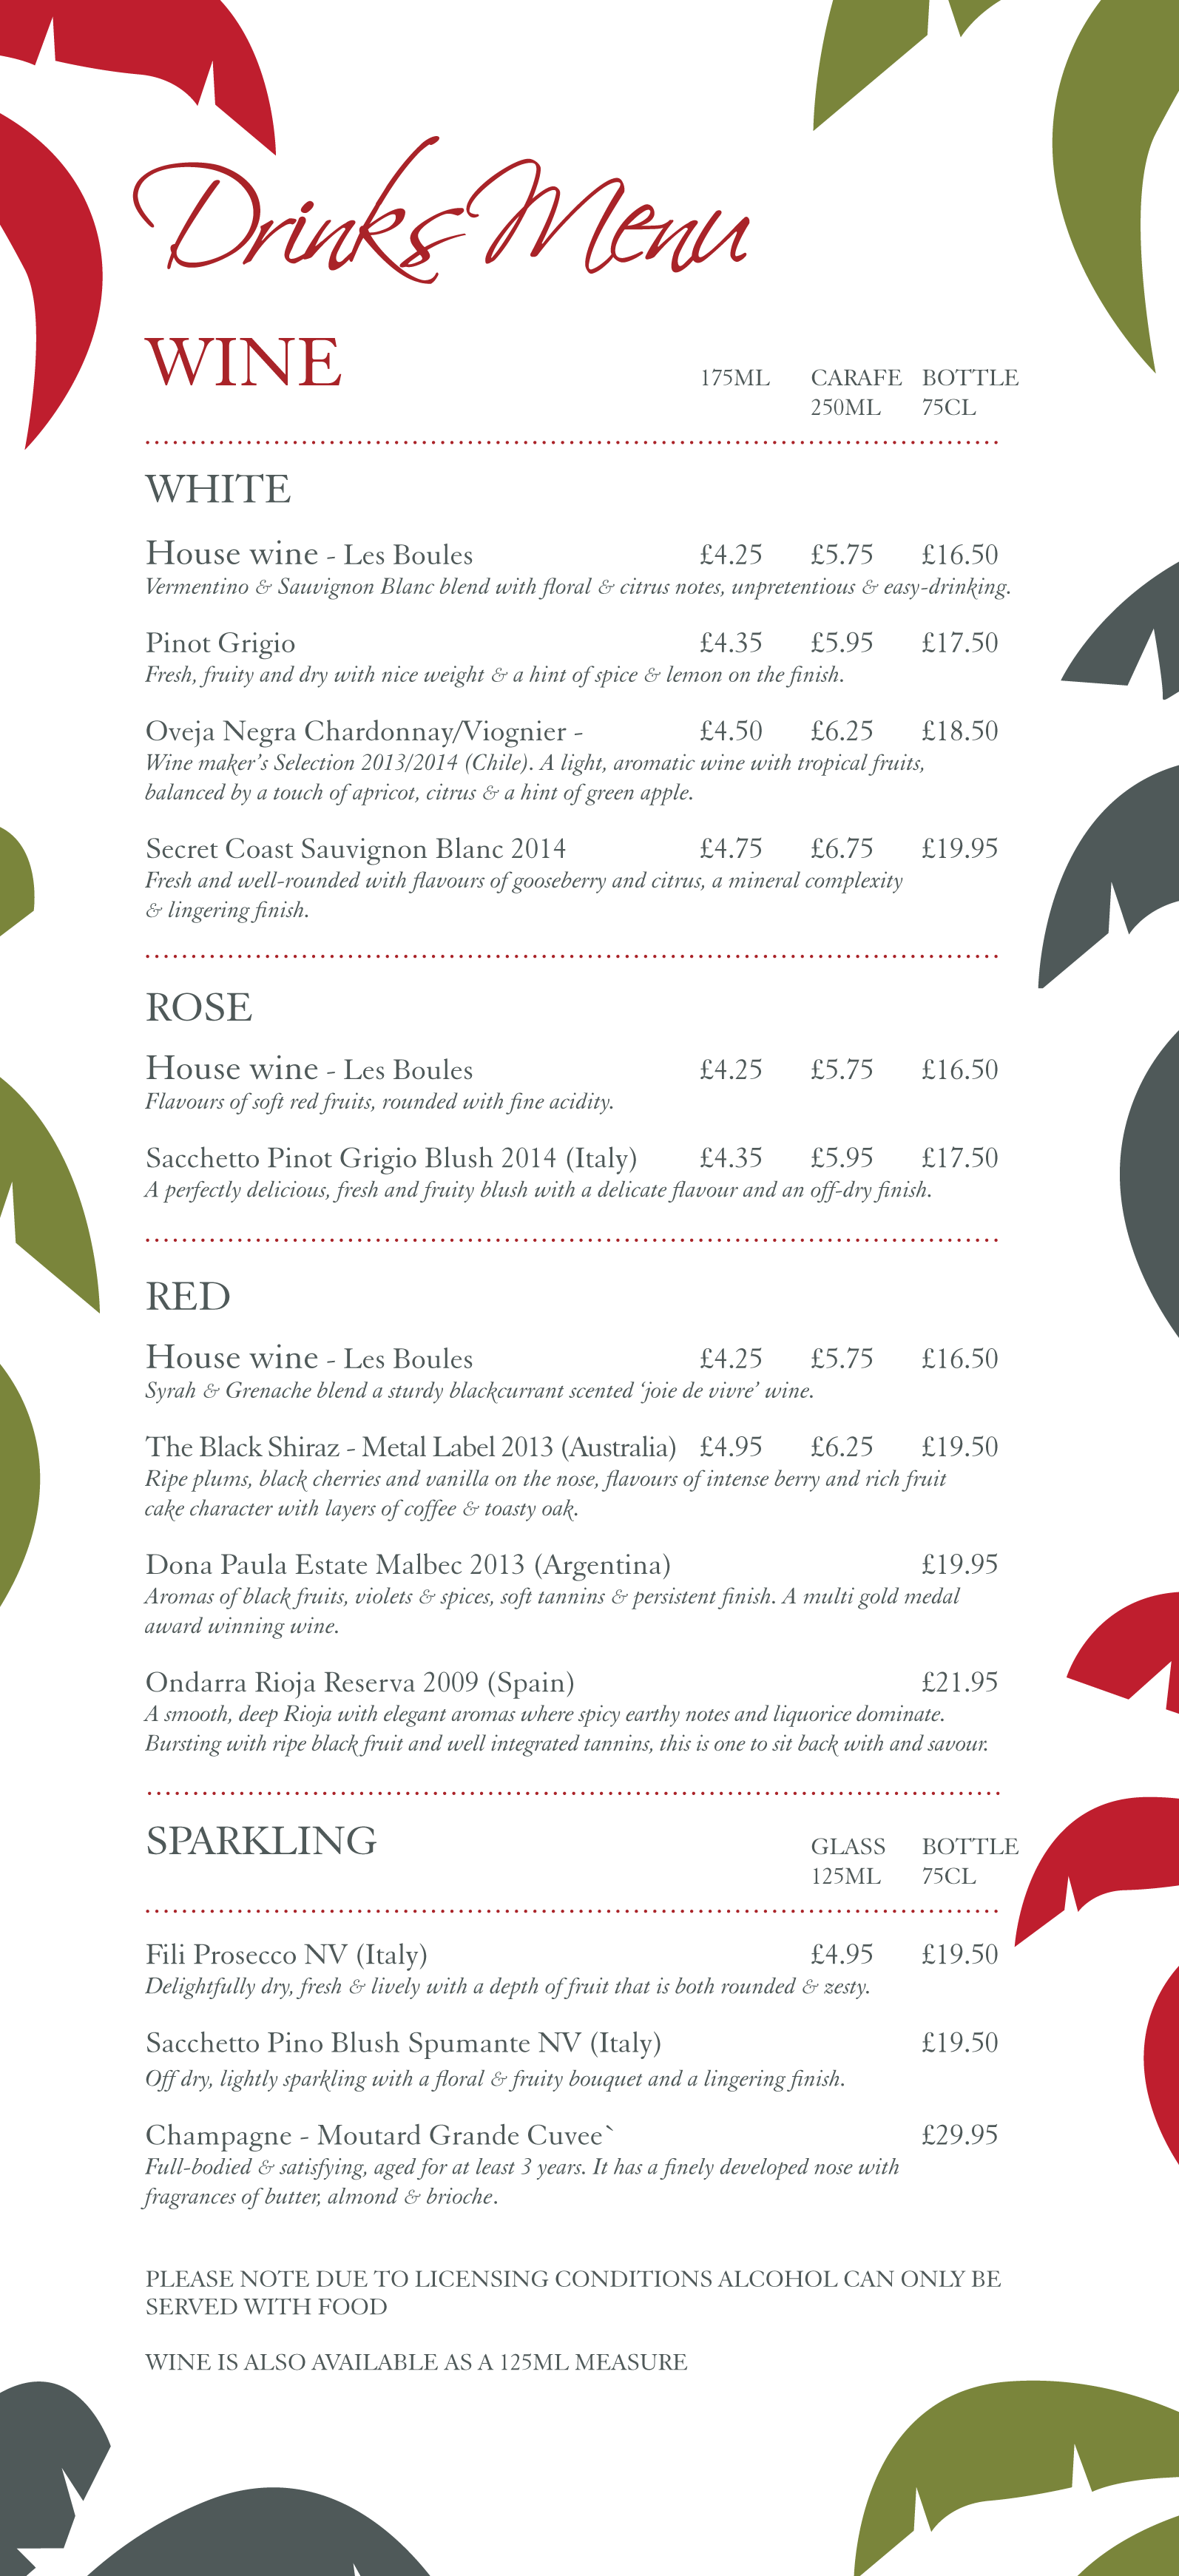 Drinks Menu
WINE 175ML CARAFE BOTTLE
250ML 75CL
WHITE
House wine - Les Boules £4.25 £5.75 £16.50
Vermentino & Sauvignon Blanc blend with floral & citrus notes, unpretentious & easy-drinking.
Pinot Grigio £4.35 £5.95 £17.50
Fresh, fruity and dry with nice weight & a hint of spice & lemon on the finish.
Oveja Negra Chardonnay/Viognier - £4.50 £6.25 £18.50
Wine maker's Selection 2013/2014 (Chile). A light, aromatic wine with tropical fruits,
balanced by a touch of apricot, citrus & a hint of green apple.
Secret Coast Sauvignon Blanc 2014 £4.75 £6.75 £19.95
Fresh and well-rounded with flavours of gooseberry and citrus, a mineral complexity
& lingering finish.
ROSE
House wine - Les Boules £4.25 £5.75 £16.50
Flavours of soft red fruits, rounded with fine acidity.
Sacchetto Pinot Grigio Blush 2014 (Italy) £4.35 £5.95 £17.50
A perfectly delicious, fresh and fruity blush with a delicate flavour and an off-dry finish.
RED
House wine - Les Boules £4.25 £5.75 £16.50
Syrah & Grenache blend a sturdy blackcurrant scented 'joie de vivre' wine.
The Black Shiraz - Metal Label 2013 (Australia) £4.95 £6.25 £19.50
Ripe plums, black cherries and vanilla on the nose, flavours of intense berry and rich fruit
cake character with layers of coffee & toasty oak.
Dona Paula Estate Malbec 2013 (Argentina) £19.95
Aromas of black fruits, violets & spices, soft tannins & persistent finish. A multi gold medal
award winning wine.
Ondarra Rioja Reserva 2009 (Spain) £21.95
A smooth, deep Rioja with elegant aromas where spicy earthy notes and liquorice dominate.
Bursting with ripe black fruit and well integrated tannins, this is one to sit back with and savour.
SPARKLING GLASS BOTTLE
125ML 75CL
Fili Prosecco NV (Italy) £4.95 £19.50
Delightfully dry, fresh & lively with a depth of fruit that is both rounded & zesty.
Sacchetto Pino Blush Spumante NV (Italy) £19.50
Off dry, lightly sparkling with a floral & fruity bouquet and a lingering finish.
Champagne - Moutard Grande Cuvee` £29.95
Full-bodied & satisfying, aged for at least 3 years. It has a finely developed nose with
fragrances of butter, almond & brioche.
PLEASE NOTE DUE TO LICENSING CONDITIONS ALCOHOL CAN ONLY BE
SERVED WITH FOOD
WINE IS ALSO AVAILABLE AS A 125ML MEASURE